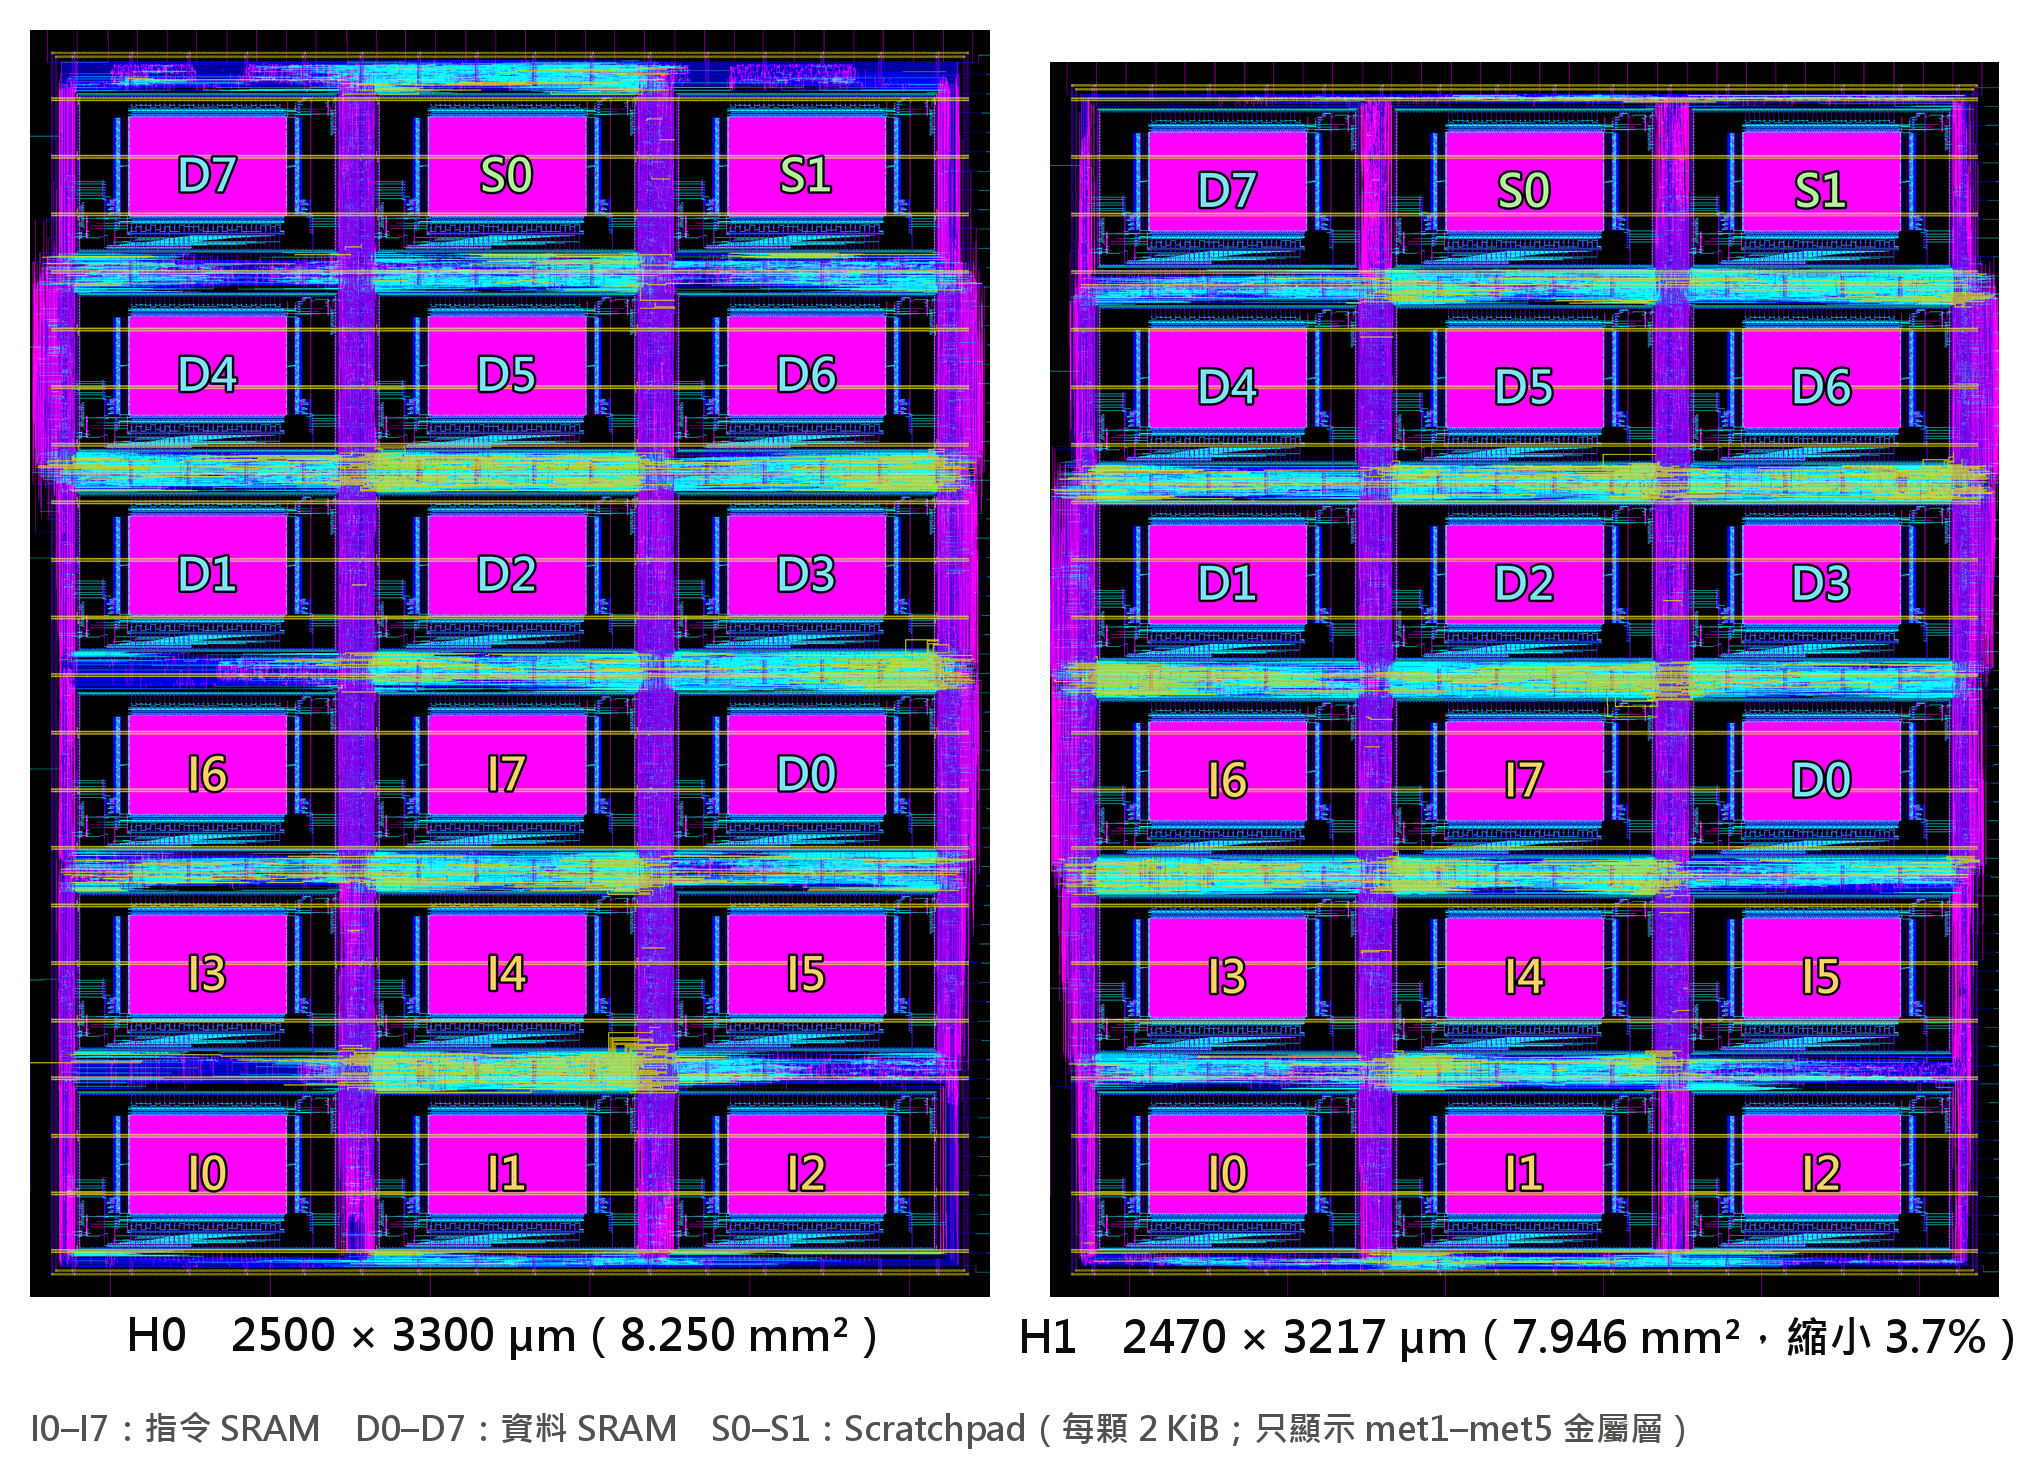 D7 S0 S1
D4 D5 D6
D1 D2 D3
I6 I7 D0
I3 I4 I5
I0 I1 I2
H0 2500 × 3300 µm（8.250 mm²）
D7 S0 S1
D4 D5 D6
D1 D2 D3
I6 I7 D0
I3 I4 I5
I0 I1 I2
H1 2470 × 3217 µm（7.946 mm²，縮小 3.7%）
I0–I7：指令 SRAM D0–D7：資料 SRAM S0–S1：Scratchpad（每顆 2 KiB；只顯示 met1–met5 金屬層）